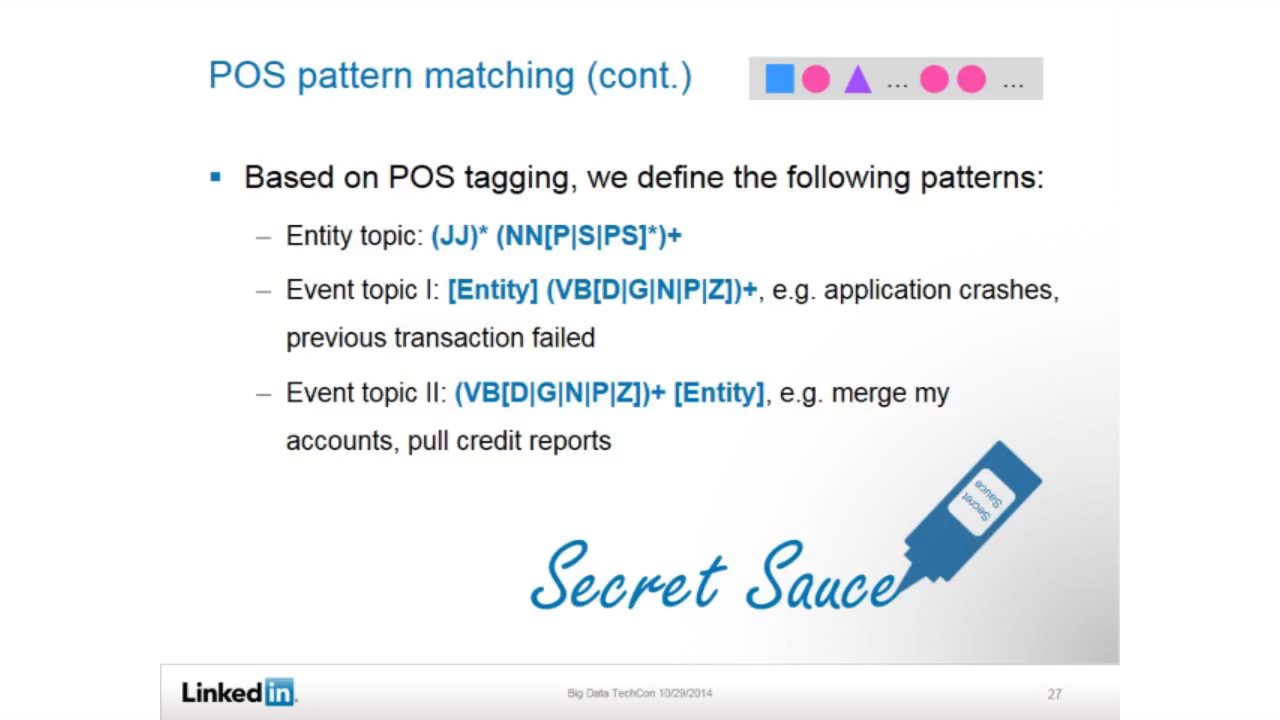 POS pattern matching (cont.)
... ...
Based on POS tagging, we define the following patterns:
– Entity topic: (JJ)* (NN[P|S|PS]*)+
– Event topic I: [Entity] (VB[D|G|N|P|Z])+, e.g. application crashes,
previous transaction failed
– Event topic II: (VB[D|G|N|P|Z])+ [Entity], e.g. merge my
accounts, pull credit reports
Secret
Sauce
Secret Sauce
Linked in
Big Data TechCon 10/29/2014
27